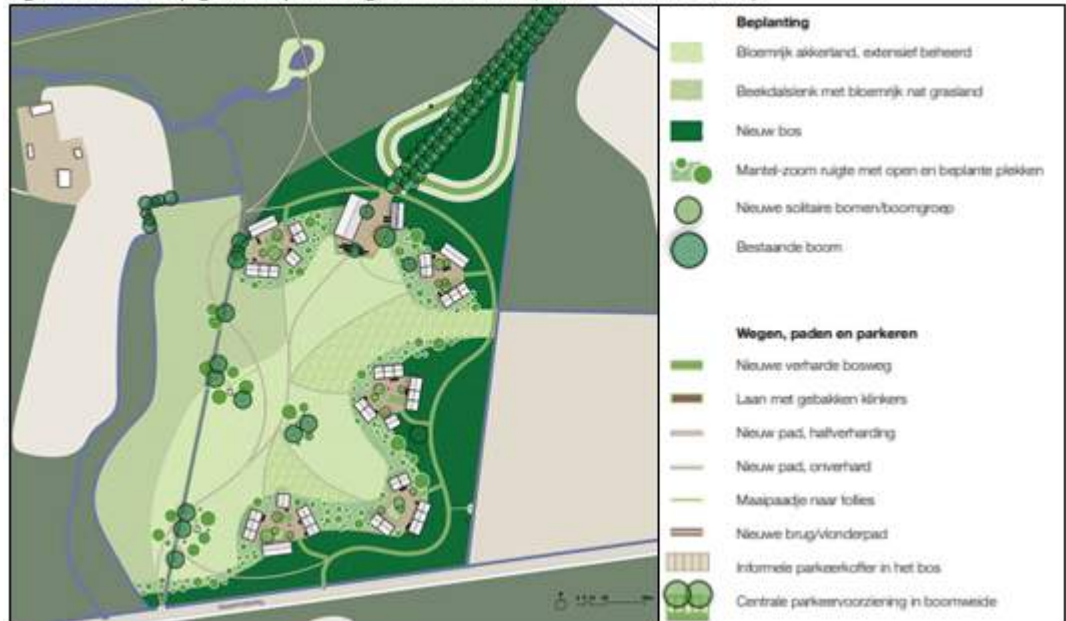 Beplanting
Bloemrijk akkerland, extensief beheerd
Beekdalslenk met bloemrijk nat grasland
Nieuw bos
Mantel-zoom ruigte met open en beplante plekken
Nieuwe solitaire bomen/boomgroep
Bestaande boom
Wegen, paden en parkeren
Nieuwe verharde bosweg
Laan met gebakken klinkers
Nieuw pad, halfverharding
Nieuw pad, onverhard
Maaipaadje naar follies
Nieuwe brug/vlonderpad
Informele parkeerkoffer in het bos
Centrale parkeervoorziening in boomweide